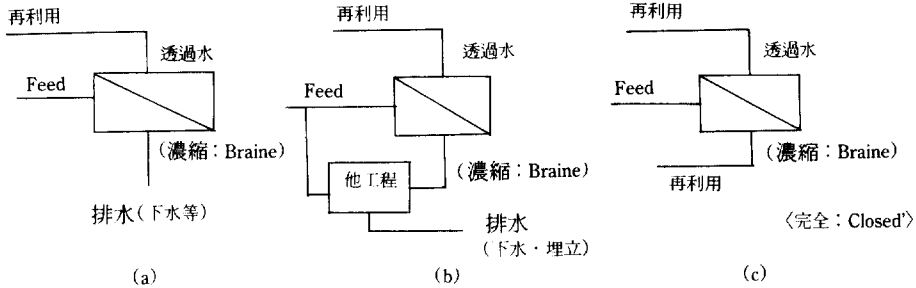 再利用
透過水
Feed
(濃縮：Braine)
排水(下水等)
(a)
再利用
透過水
Feed
(濃縮：Braine)
他工程
排水
(下水・埋立)
(b)
再利用
透過水
Feed
(濃縮：Braine)
再利用
〈完全：Closed'〉
(c)